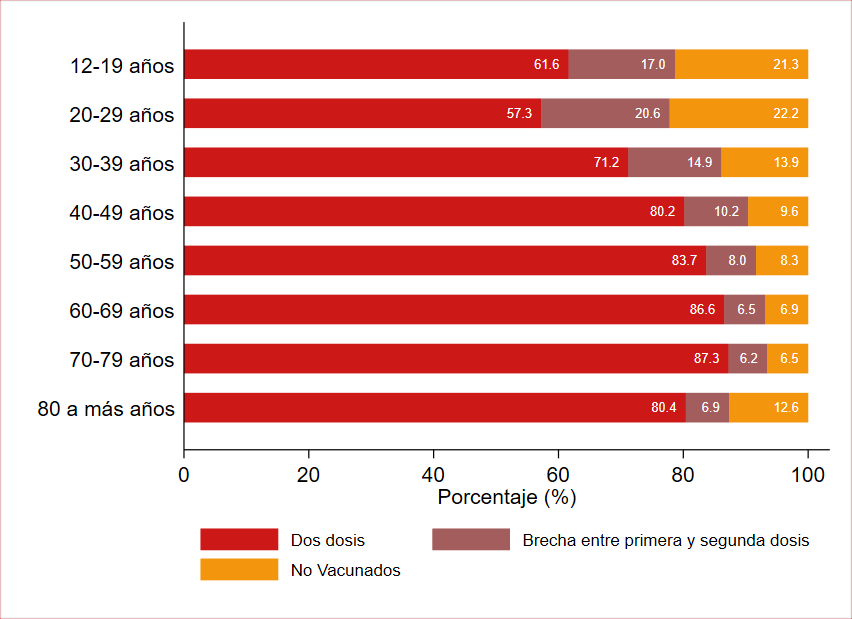 12-19 años 61.6 17.0 21.3
20-29 años 57.3 20.6 22.2
30-39 años 71.2 14.9 13.9
40-49 años 80.2 10.2 9.6
50-59 años 83.7 8.0 8.3
60-69 años 86.6 6.5 6.9
70-79 años 87.3 6.2 6.5
80 a más años 80.4 6.9 12.6
0 20 40 60 80 100
Porcentaje (%)
Dos dosis Brecha entre primera y segunda dosis
No Vacunados